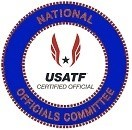 NATIONAL
USATF
CERTIFIED OFFICIAL
OFFICIALS COMMITTEE